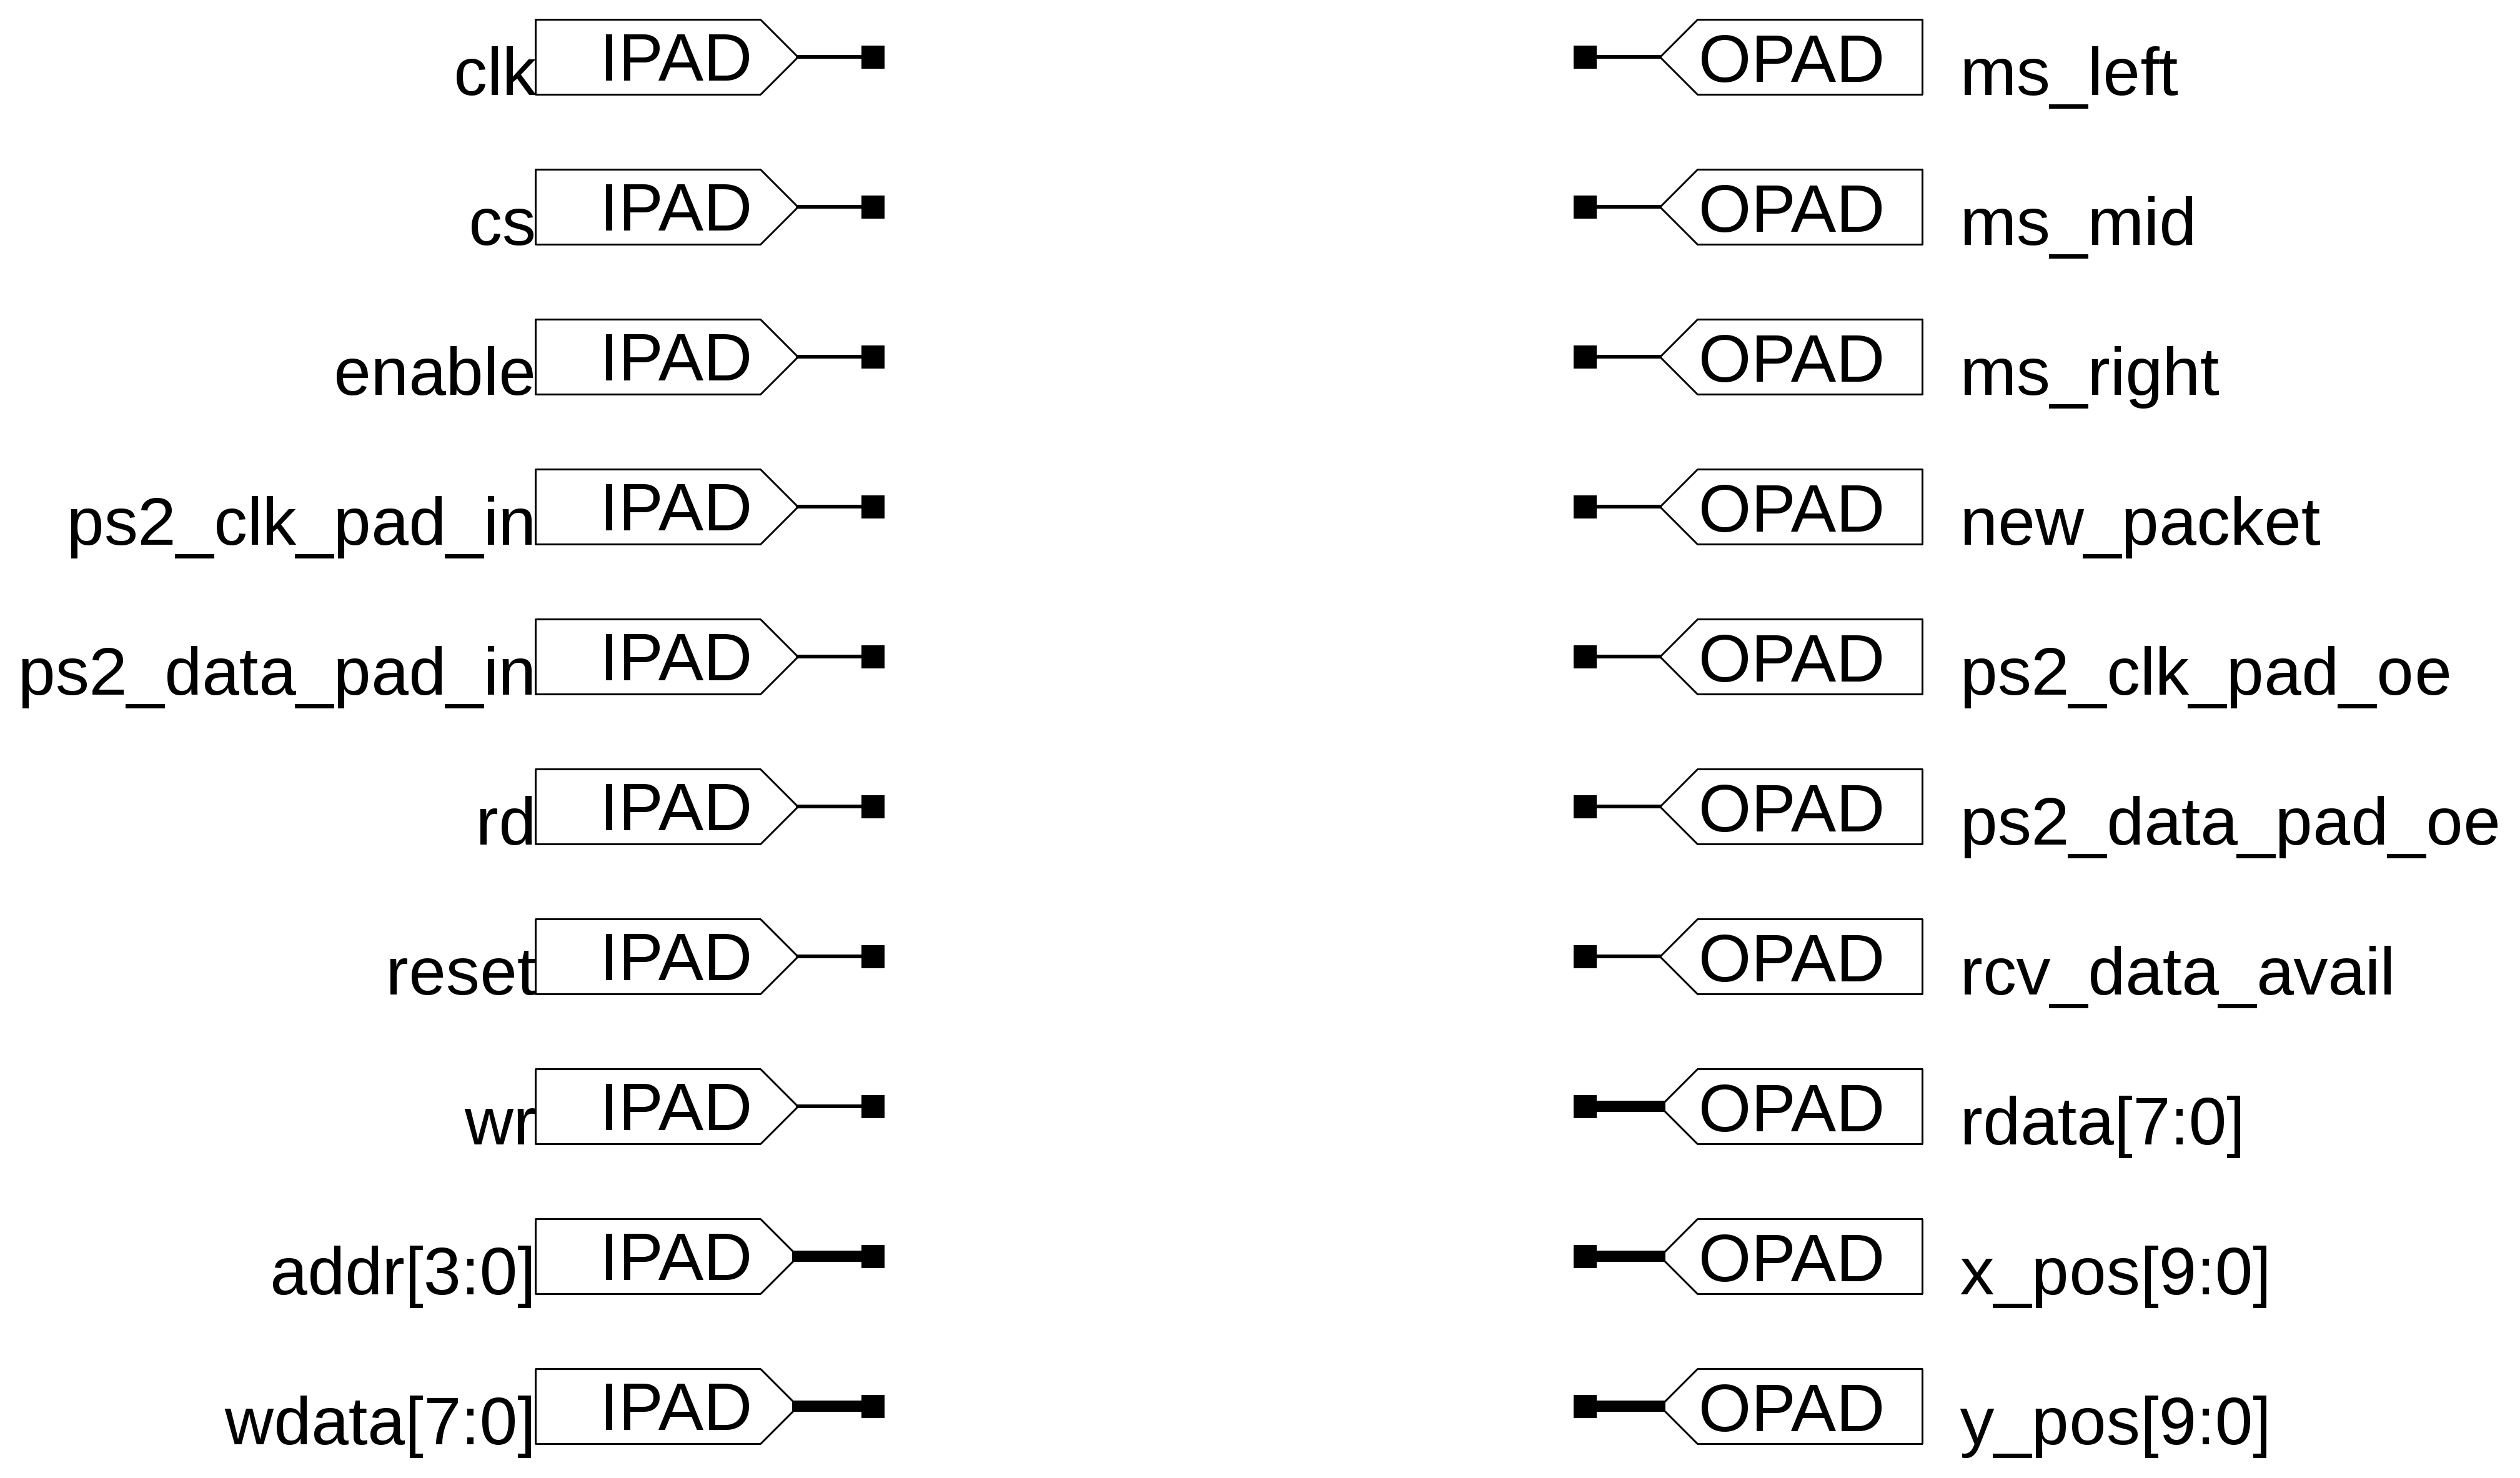 clk IPAD OPAD ms_left
cs IPAD OPAD ms_mid
enable IPAD OPAD ms_right
ps2_clk_pad_in IPAD OPAD new_packet
ps2_data_pad_in IPAD OPAD ps2_clk_pad_oe
rd IPAD OPAD ps2_data_pad_oe
reset IPAD OPAD rcv_data_avail
wr IPAD OPAD rdata[7:0]
addr[3:0] IPAD OPAD x_pos[9:0]
wdata[7:0] IPAD OPAD y_pos[9:0]